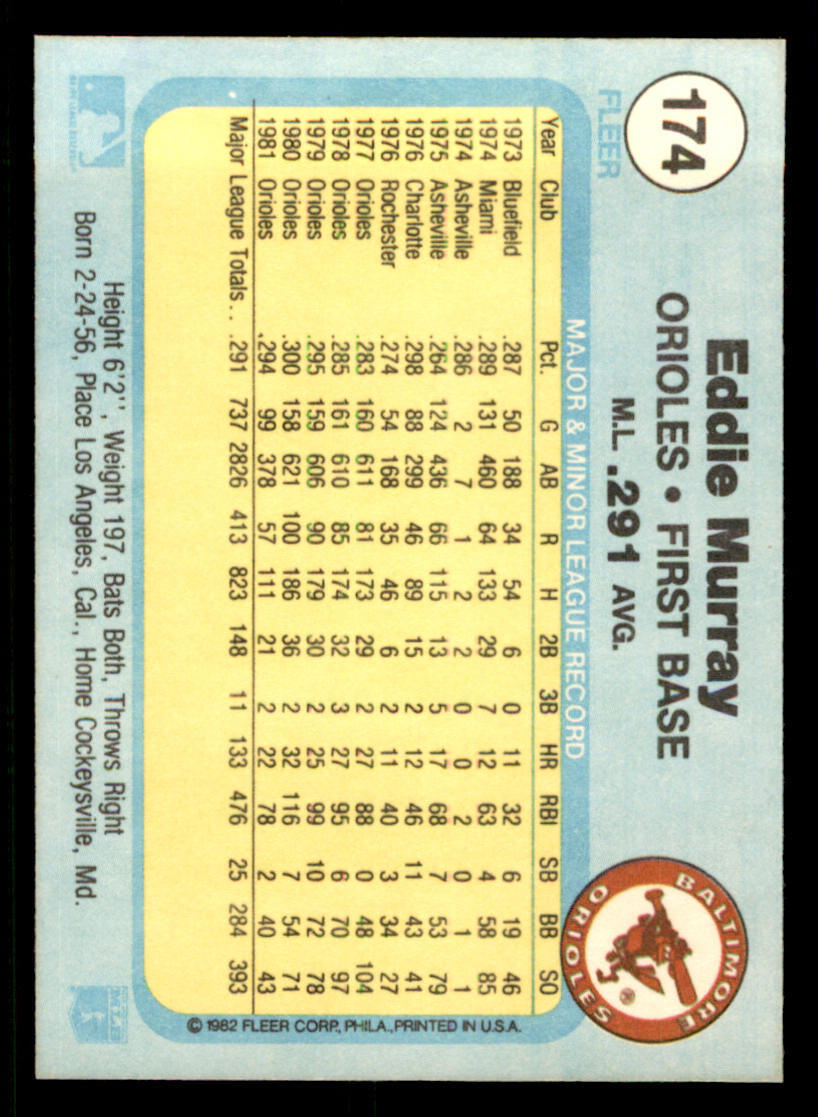 174
FLEER
Eddie Murray
ORIOLES • FIRST BASE
M.L. .291 AVG.
BALTIMORE ORIOLES ®
MAJOR & MINOR LEAGUE RECORD
Year Club Pct. G AB R H 2B 3B HR RBI SB BB SO
1973 Bluefield .287 50 188 34 54 6 0 11 32 6 19 46
1974 Miami .289 131 460 64 133 29 7 12 63 4 58 85
1974 Asheville .286 2 7 1 2 2 0 0 2 0 1 1
1975 Asheville .264 124 436 66 115 13 5 17 68 7 53 79
1976 Charlotte .298 88 299 46 89 15 2 12 46 11 43 41
1976 Rochester .274 54 168 35 46 6 2 11 40 3 34 27
1977 Orioles .283 160 611 81 173 29 2 27 88 0 48 104
1978 Orioles .285 161 610 85 174 32 3 27 95 6 70 97
1979 Orioles .295 159 606 90 179 30 2 25 99 10 72 78
1980 Orioles .300 158 621 100 186 36 2 32 116 7 54 71
1981 Orioles .294 99 378 57 111 21 2 22 78 2 40 43
Major League Totals. . .291 737 2826 413 823 148 11 133 476 25 284 393
© 1982 FLEER CORP., PHILA., PRINTED IN U.S.A.
Height 6'2", Weight 197, Bats Both, Throws Right
Born 2-24-56, Place Los Angeles, Cal., Home Cockeysville, Md.